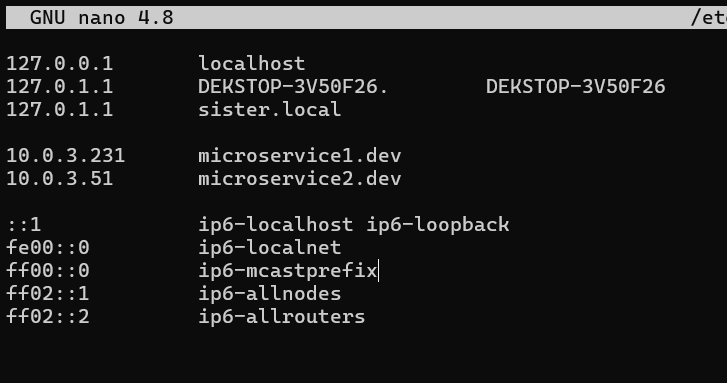 GNU nano 4.8 /etc
127.0.0.1 localhost
127.0.1.1 DEKSTOP-3V50F26. DEKSTOP-3V50F26
127.0.1.1 sister.local
10.0.3.231 microservice1.dev
10.0.3.51 microservice2.dev
::1 ip6-localhost ip6-loopback
fe00::0 ip6-localnet
ff00::0 ip6-mcastprefix
ff02::1 ip6-allnodes
ff02::2 ip6-allrouters